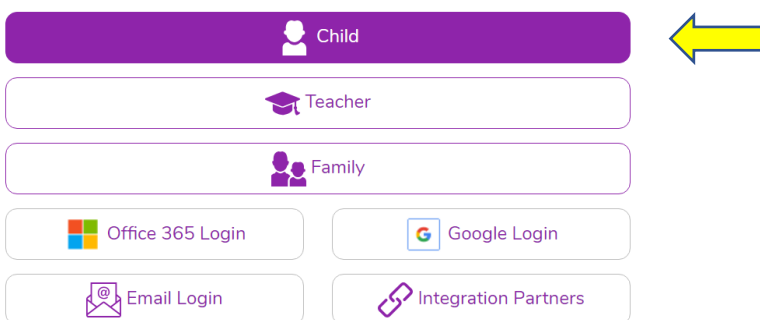 Child
Teacher
Family
Office 365 Login
Google Login
Email Login
Integration Partners